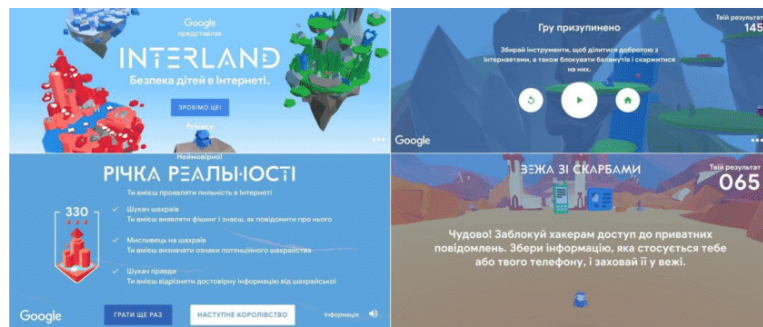 Google
представляє
INTERLAND
Безпека дітей в Інтернеті.
ЗРОБІМО ЦЕ!
Privacy
Твій результат
145
Гру призупинено
Збирай інструменти, щоб ділитися добротою з
інтернавтами, а також блокувати баламутів і скаржитися
на них.
Google
Неймовірно!
РІЧКА РЕАЛЬНОСТІ
Ти вмієш проявляти пильність в Інтернеті
330
Шукач шахраїв
Ти вмієш виявляти фішинг і знаєш, як повідомити про нього
Мисливець на шахраїв
Ти вмієш визначати ознаки потенційного шахрайства
Шукач правди
Ти вмієш відрізнити достовірну інформацію від шахрайської
Google
ГРАТИ ЩЕ РАЗ
НАСТУПНЕ КОРОЛІВСТВО
Інформація
ВЕЖА ЗІ СКАРБАМИ
Твій результат
065
Чудово! Заблокуй хакерам доступ до приватних
повідомлень. Збери інформацію, яка стосується тебе
або твого телефону, і заховай її у вежі.